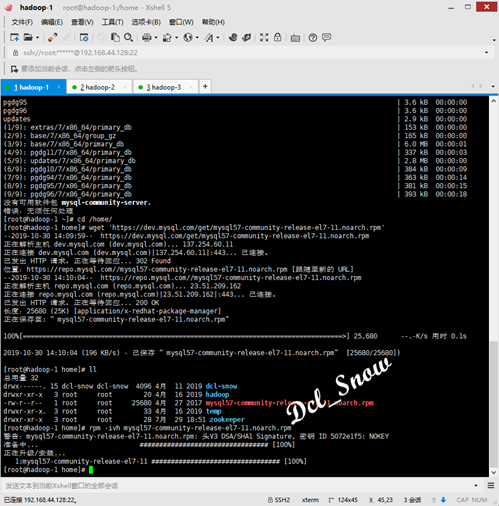 hadoop-1 root@hadoop-1:/home - Xshell 5
文件(F) 编辑(E) 查看(V) 工具(T) 选项卡(B) 窗口(W) 帮助(H)
ssh://root:******@192.168.44.128:22
要添加当前会话，点击左侧的箭头按钮。
1 hadoop-1 × 2 hadoop-2 × 3 hadoop-3 × +
pgdg95 | 3.6 kB 00:00:00
pgdg96 | 3.6 kB 00:00:00
updates | 2.9 kB 00:00:00
(1/9): extras/7/x86_64/primary_db | 153 kB 00:00:00
(2/9): base/7/x86_64/group_gz | 165 kB 00:00:00
(3/9): base/7/x86_64/primary_db | 6.0 MB 00:00:01
(4/9): pgdg11/7/x86_64/primary_db | 337 kB 00:00:03
(5/9): updates/7/x86_64/primary_db | 2.8 MB 00:00:00
(6/9): pgdg10/7/x86_64/primary_db | 384 kB 00:00:09
(7/9): pgdg94/7/x86_64/primary_db | 363 kB 00:00:14
(8/9): pgdg95/7/x86_64/primary_db | 381 kB 00:00:15
(9/9): pgdg96/7/x86_64/primary_db | 393 kB 00:00:18
没有可用软件包 mysql-community-server。
错误：无须任何处理
[root@hadoop-1 ~]# cd /home/
[root@hadoop-1 home]# wget 'https://dev.mysql.com/get/mysql57-community-release-el7-11.noarch.rpm'
--2019-10-30 14:09:59-- https://dev.mysql.com/get/mysql57-community-release-el7-11.noarch.rpm
正在解析主机 dev.mysql.com (dev.mysql.com)... 137.254.60.11
正在连接 dev.mysql.com (dev.mysql.com)|137.254.60.11|:443... 已连接。
已发出 HTTP 请求，正在等待回应... 302 Found
位置：https://repo.mysql.com//mysql57-community-release-el7-11.noarch.rpm [跟随至新的 URL]
--2019-10-30 14:10:04-- https://repo.mysql.com//mysql57-community-release-el7-11.noarch.rpm
正在解析主机 repo.mysql.com (repo.mysql.com)... 23.51.209.162
正在连接 repo.mysql.com (repo.mysql.com)|23.51.209.162|:443... 已连接。
已发出 HTTP 请求，正在等待回应... 200 OK
长度：25680 (25K) [application/x-redhat-package-manager]
正在保存至: “mysql57-community-release-el7-11.noarch.rpm”
100%[======================================================================>] 25,680 --.-K/s 用时 0.1s
2019-10-30 14:10:04 (196 KB/s) - 已保存 “mysql57-community-release-el7-11.noarch.rpm” [25680/25680])
[root@hadoop-1 home]# ll
总用量 32
drwx------. 15 dcl-snow dcl-snow 4096 4月 11 2019 dcl-snow
drwxr-xr-x 3 root root 20 4月 16 2019 hadoop
-rw-r--r-- 1 root root 25680 4月 27 2017 mysql57-community-release-el7-11.noarch.rpm
drwxr-xr-x. 3 root root 33 4月 16 2019 temp
drwxr-xr-x 3 root root 28 7月 29 18:51 zookeeper
[root@hadoop-1 home]# rpm -ivh mysql57-community-release-el7-11.noarch.rpm
警告：mysql57-community-release-el7-11.noarch.rpm: 头V3 DSA/SHA1 Signature, 密钥 ID 5072e1f5: NOKEY
准备中... ################################# [100%]
正在升级/安装...
1:mysql57-community-release-el7-11 ################################# [100%]
[root@hadoop-1 home]#
Dcl_Snow
发送文本到当前Xshell窗口的全部会话
已连接 192.168.44.128:22。 SSH2 xterm 124x45 45,23 3 会话 CAP NUM